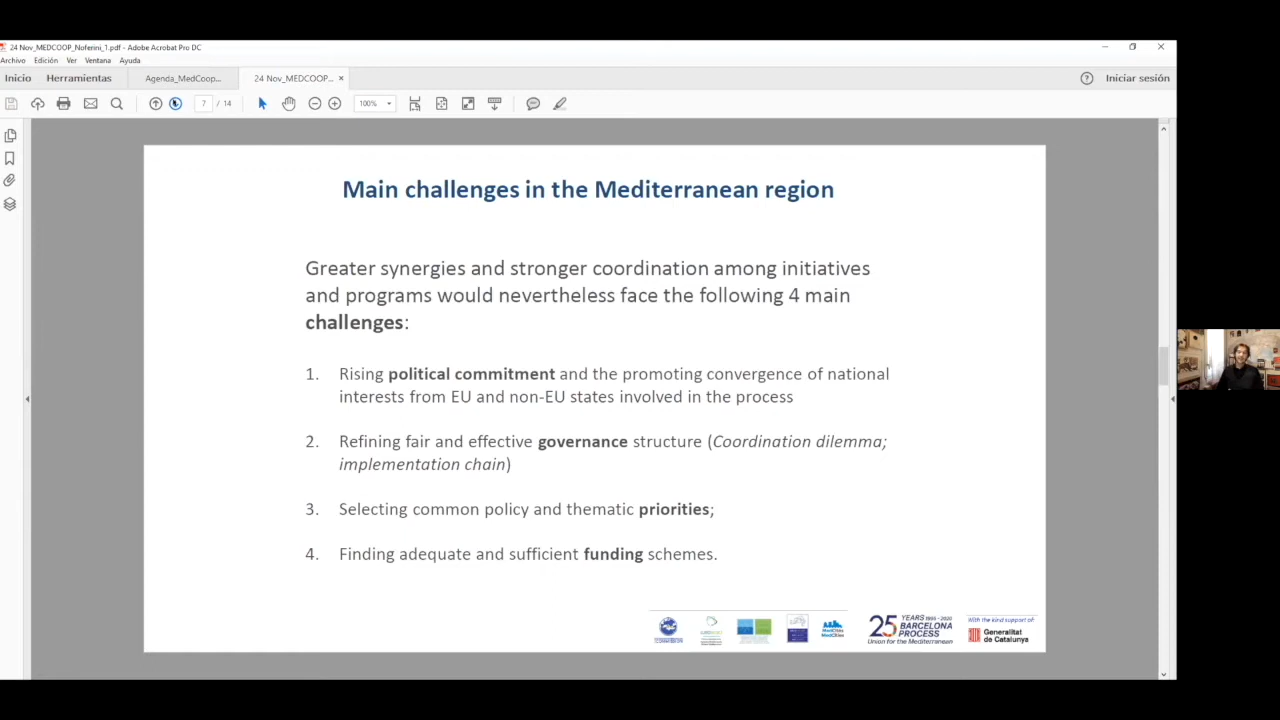 24 Nov_MEDCOOP_Noferini_1.pdf - Adobe Acrobat Pro DC
Archivo Edición Ver Ventana Ayuda
Inicio Herramientas Agenda_MedCoop... 24 Nov_MEDCOOP... × Iniciar sesión
7 / 14 100%
Main challenges in the Mediterranean region
Greater synergies and stronger coordination among initiatives
and programs would nevertheless face the following 4 main
challenges:
1. Rising political commitment and the promoting convergence of national
interests from EU and non-EU states involved in the process
2. Refining fair and effective governance structure (Coordination dilemma;
implementation chain)
3. Selecting common policy and thematic priorities;
4. Finding adequate and sufficient funding schemes.
MedCities
MedCités
25 YEARS 1995 - 2020
BARCELONA
PROCESS
Union for the Mediterranean
With the kind support of:
Generalitat
de Catalunya